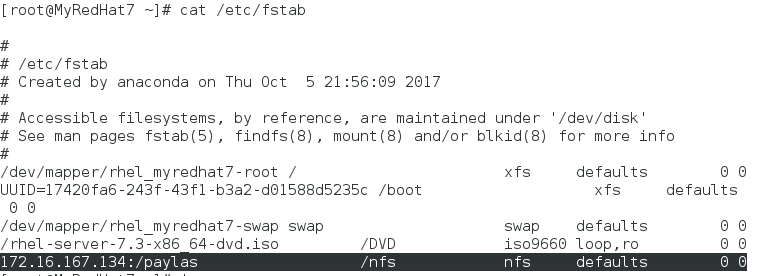 [root@MyRedHat7 ~]# cat /etc/fstab
#
# /etc/fstab
# Created by anaconda on Thu Oct  5 21:56:09 2017
#
# Accessible filesystems, by reference, are maintained under '/dev/disk'
# See man pages fstab(5), findfs(8), mount(8) and/or blkid(8) for more info
#
/dev/mapper/rhel_myredhat7-root /                       xfs     defaults        0 0
UUID=17420fa6-243f-43f1-b3a2-d01588d5235c /boot                   xfs     defaults
 0 0
/dev/mapper/rhel_myredhat7-swap swap                    swap    defaults        0 0
/rhel-server-7.3-x86_64-dvd.iso         /DVD            iso9660 loop,ro         0 0
172.16.167.134:/paylas                  /nfs            nfs     defaults        0 0